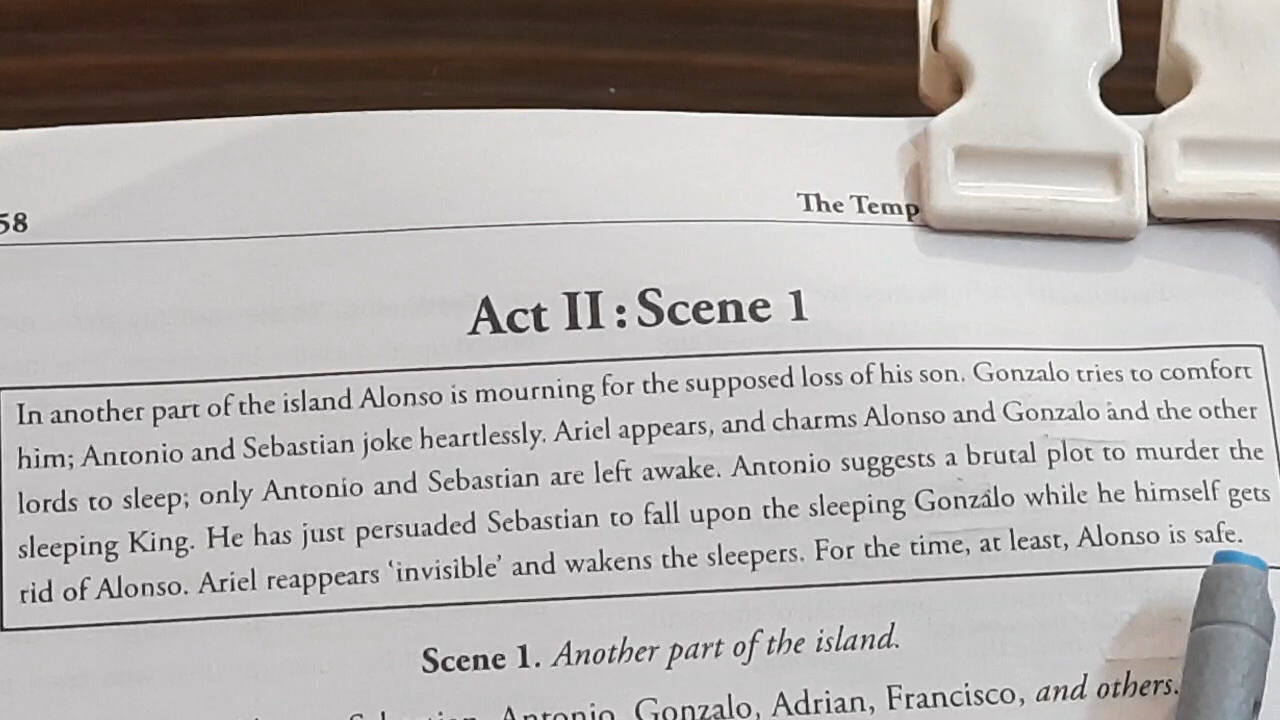 58
The Temp
Act II : Scene 1
In another part of the island Alonso is mourning for the supposed loss of his son. Gonzalo tries to comfort
him; Antonio and Sebastian joke heartlessly. Ariel appears, and charms Alonso and Gonzalo and the other
lords to sleep; only Antonio and Sebastian are left awake. Antonio suggests a brutal plot to murder the
sleeping King. He has just persuaded Sebastian to fall upon the sleeping Gonzalo while he himself gets
rid of Alonso. Ariel reappears ‘invisible’ and wakens the sleepers. For the time, at least, Alonso is safe.
Scene 1. Another part of the island.
Antonio, Gonzalo, Adrian, Francisco, and others.